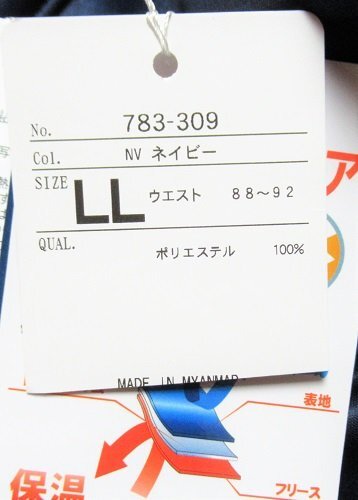 No. 783-309
Col. NV ネイビー
SIZE LL ウエスト 88～92
QUAL. ポリエステル 100%
MADE IN MYANMAR
ア
表地
保温
フリース